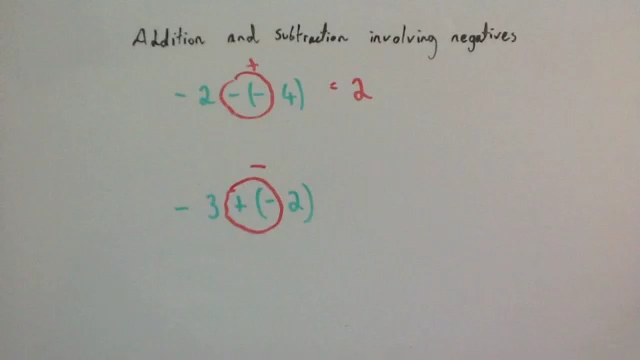 Addition and subtraction involving negatives
+
- 2 - (- 4) = 2
-
- 3 + (- 2)